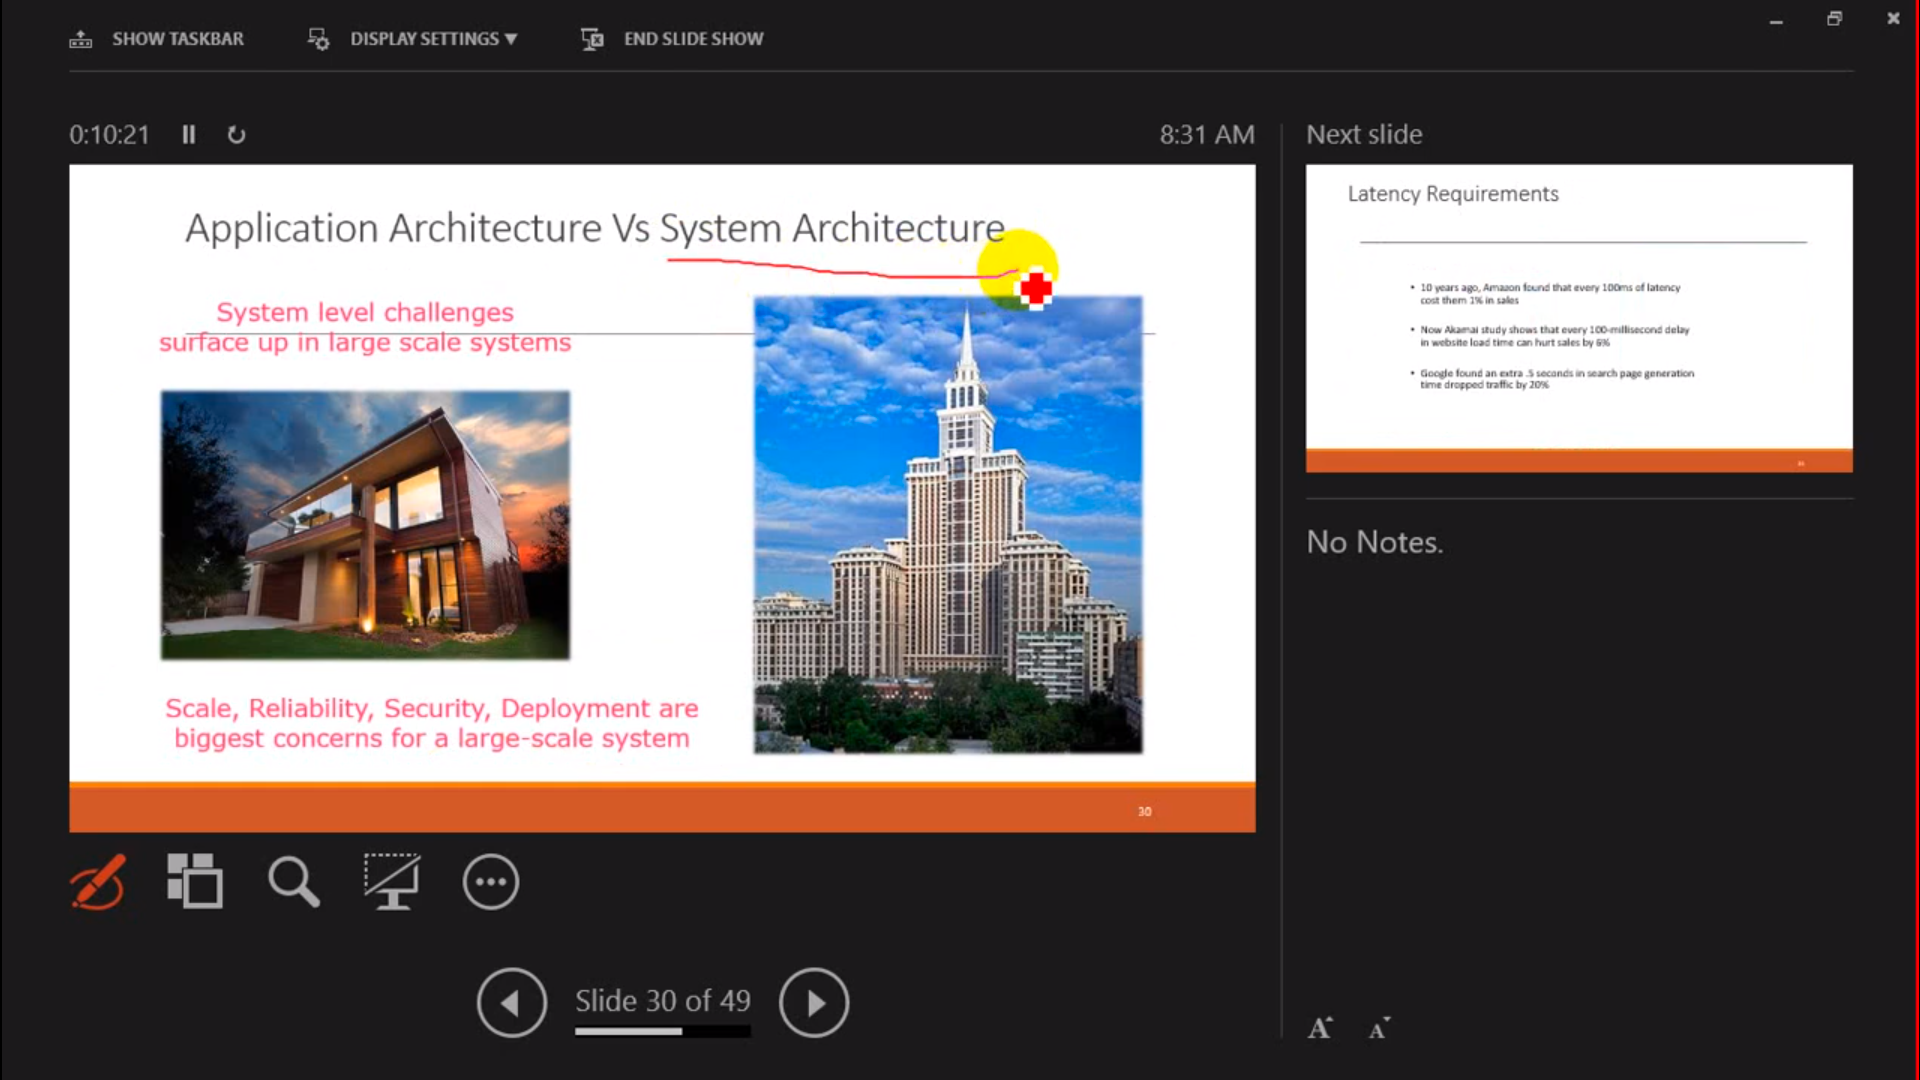 SHOW TASKBAR
DISPLAY SETTINGS ▼
END SLIDE SHOW
0:10:21
8:31 AM
Next slide
Application Architecture Vs System Architecture
System level challenges
surface up in large scale systems
Scale, Reliability, Security, Deployment are
biggest concerns for a large-scale system
30
Latency Requirements
• 10 years ago, Amazon found that every 100ms of latency
cost them 1% in sales
• Now Akamai study shows that every 100-millisecond delay
in website load time can hurt sales by 6%
• Google found an extra .5 seconds in search page generation
time dropped traffic by 20%
No Notes.
Slide 30 of 49
A A